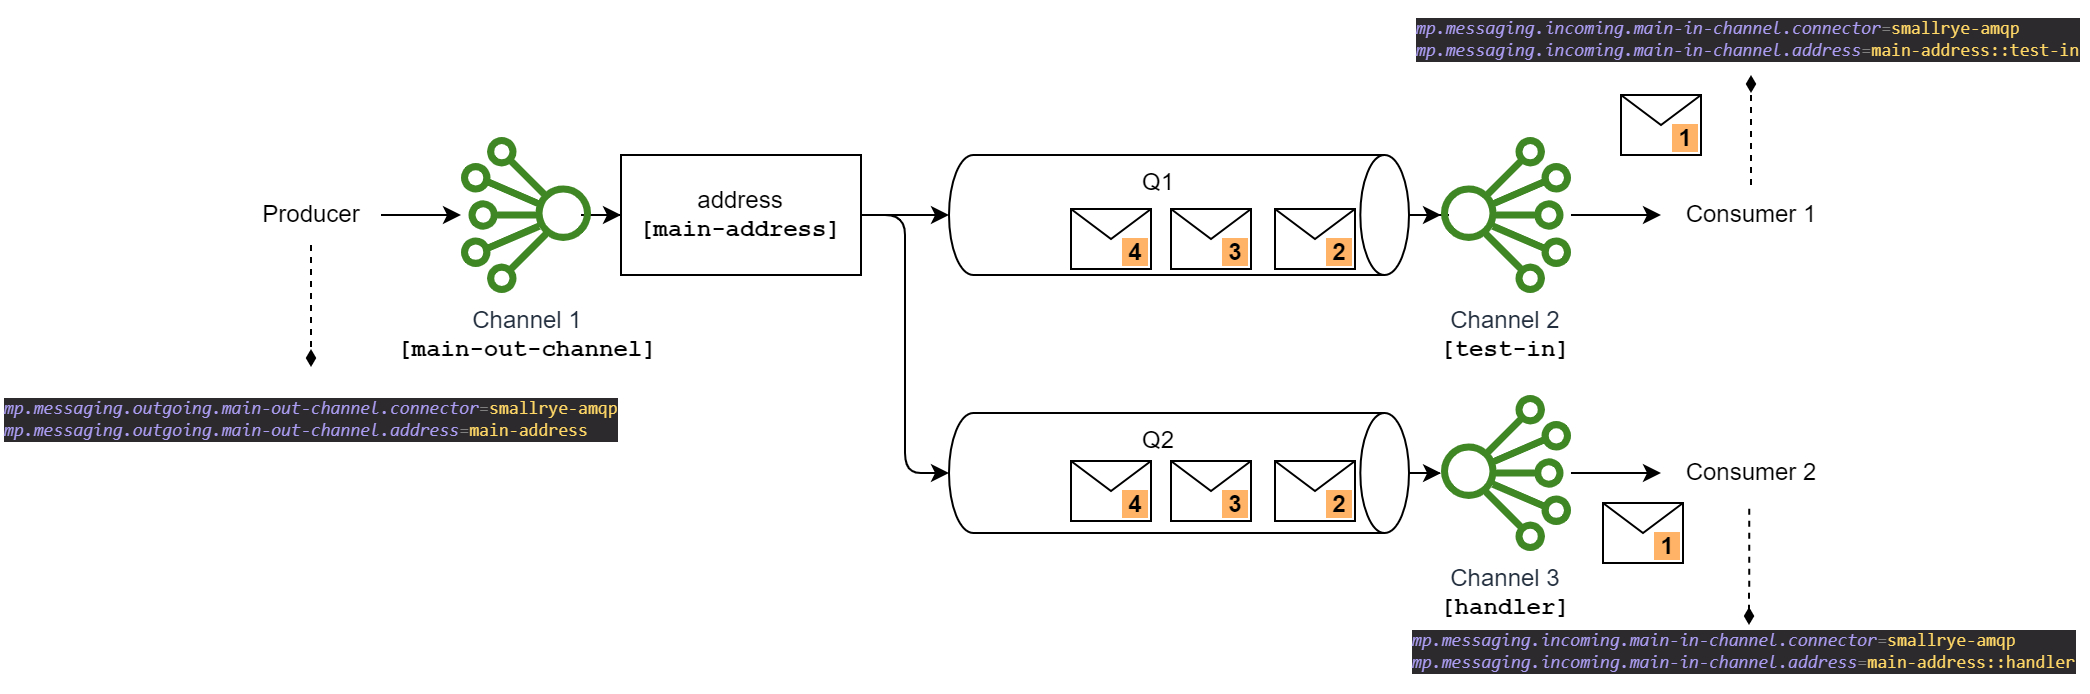 mp.messaging.incoming.main-in-channel.connector=smallrye-amqp
mp.messaging.incoming.main-in-channel.address=main-address::test-in
1
Producer
address
[main-address]
Q1
4
3
2
Consumer 1
Channel 1
[main-out-channel]
Channel 2
[test-in]
mp.messaging.outgoing.main-out-channel.connector=smallrye-amqp
mp.messaging.outgoing.main-out-channel.address=main-address
Q2
4
3
2
Consumer 2
1
Channel 3
[handler]
mp.messaging.incoming.main-in-channel.connector=smallrye-amqp
mp.messaging.incoming.main-in-channel.address=main-address::handler